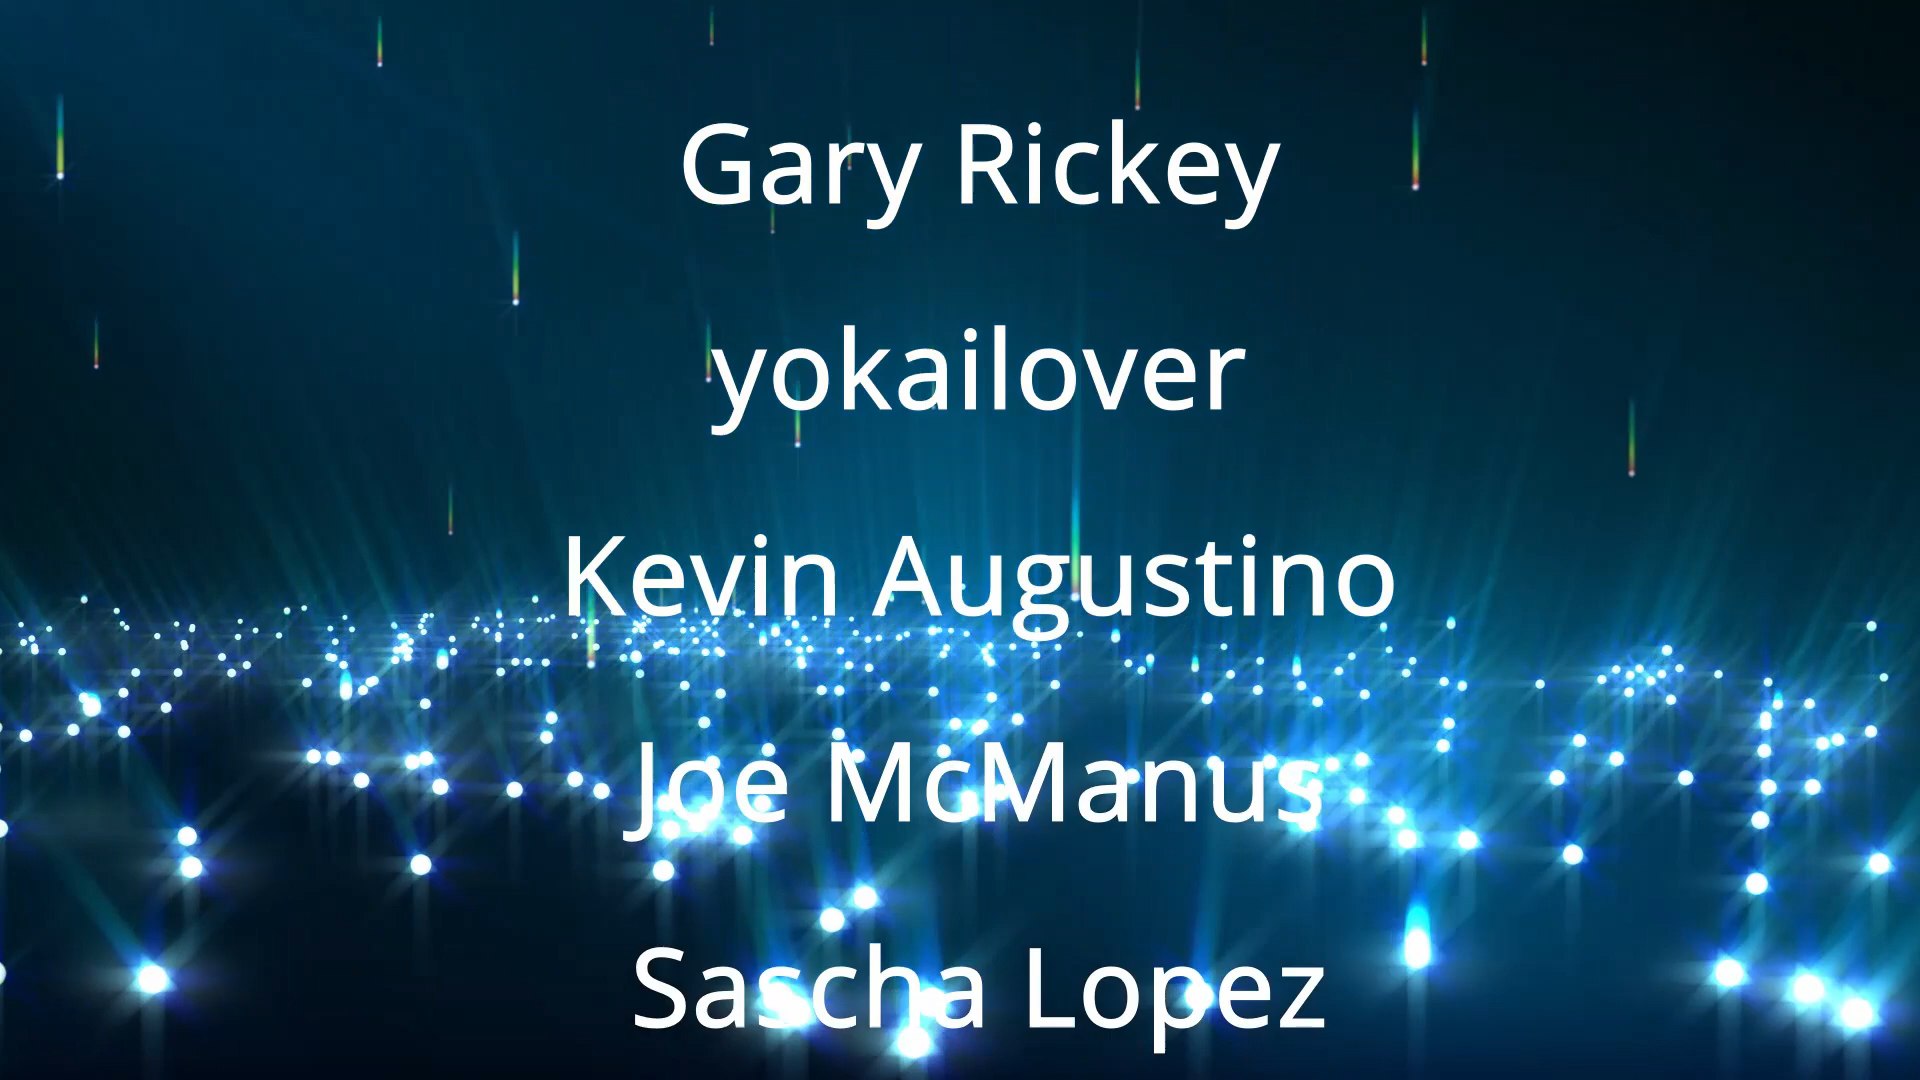 Gary Rickey
yokailover
Kevin Augustino
Joe McManus
Sascha Lopez